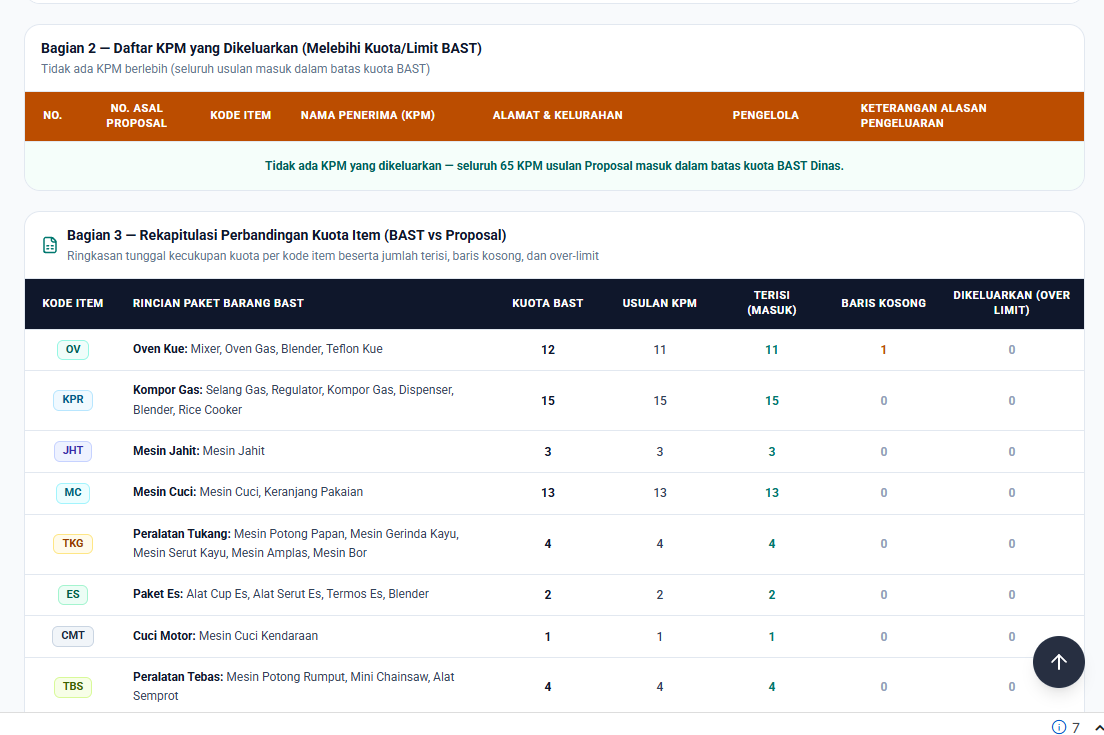 Bagian 2 — Daftar KPM yang Dikeluarkan (Melebihi Kuota/Limit BAST)
Tidak ada KPM berlebih (seluruh usulan masuk dalam batas kuota BAST)
NO. NO. ASAL PROPOSAL KODE ITEM NAMA PENERIMA (KPM) ALAMAT & KELURAHAN PENGELOLA KETERANGAN ALASAN PENGELUARAN
Tidak ada KPM yang dikeluarkan — seluruh 65 KPM usulan Proposal masuk dalam batas kuota BAST Dinas.
Bagian 3 — Rekapitulasi Perbandingan Kuota Item (BAST vs Proposal)
Ringkasan tunggal kecukupan kuota per kode item beserta jumlah terisi, baris kosong, dan over-limit
KODE ITEM RINCIAN PAKET BARANG BAST KUOTA BAST USULAN KPM TERISI (MASUK) BARIS KOSONG DIKELUARKAN (OVER LIMIT)
OV Oven Kue: Mixer, Oven Gas, Blender, Teflon Kue 12 11 11 1 0
KPR Kompor Gas: Selang Gas, Regulator, Kompor Gas, Dispenser,
Blender, Rice Cooker 15 15 15 0 0
JHT Mesin Jahit: Mesin Jahit 3 3 3 0 0
MC Mesin Cuci: Mesin Cuci, Keranjang Pakaian 13 13 13 0 0
TKG Peralatan Tukang: Mesin Potong Papan, Mesin Gerinda Kayu,
Mesin Serut Kayu, Mesin Amplas, Mesin Bor 4 4 4 0 0
ES Paket Es: Alat Cup Es, Alat Serut Es, Termos Es, Blender 2 2 2 0 0
CMT Cuci Motor: Mesin Cuci Kendaraan 1 1 1 0 0
TBS Peralatan Tebas: Mesin Potong Rumput, Mini Chainsaw, Alat
Semprot 4 4 4 0 0
7